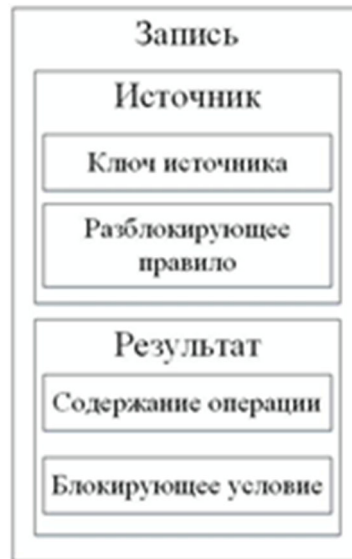 Запись
Источник
Ключ источника
Разблокирующее
правило
Результат
Содержание операции
Блокирующее условие